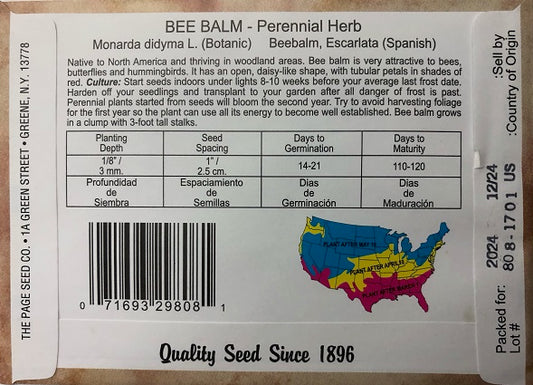 BEE BALM - Perennial Herb
Monarda didyma L. (Botanic) Beebalm, Escarlata (Spanish)
Native to North America and thriving in woodland areas. Bee balm is very attractive to bees,
butterflies and hummingbirds. It has an open, daisy-like shape, with tubular petals in shades of
red. Culture: Start seeds indoors under lights 8-10 weeks before your average last frost date.
Harden off your seedlings and transplant to your garden after all danger of frost is past.
Perennial plants started from seeds will bloom the second year. Try to avoid harvesting foliage
for the first year so the plant can use all its energy to become well established. Bee balm grows
in a clump with 3-foot tall stalks.
Planting Depth Seed Spacing Days to Germination Days to Maturity
1/8" / 3 mm. 1" / 2.5 cm. 14-21 110-120
Profundidad de Siembra Espaciamiento de Semillas Dias de Germinación Dias de Maduración
PLANT AFTER MAY 15
PLANT AFTER APRIL 15
PLANT AFTER MARCH 1
0 71693 29808 1
Quality Seed Since 1896
THE PAGE SEED CO. • 1A GREEN STREET • GREENE, N.Y. 13778
:Sell by
:Country of Origin
12/24
US
Packed for: 2024
Lot # 80 8-17 0 1